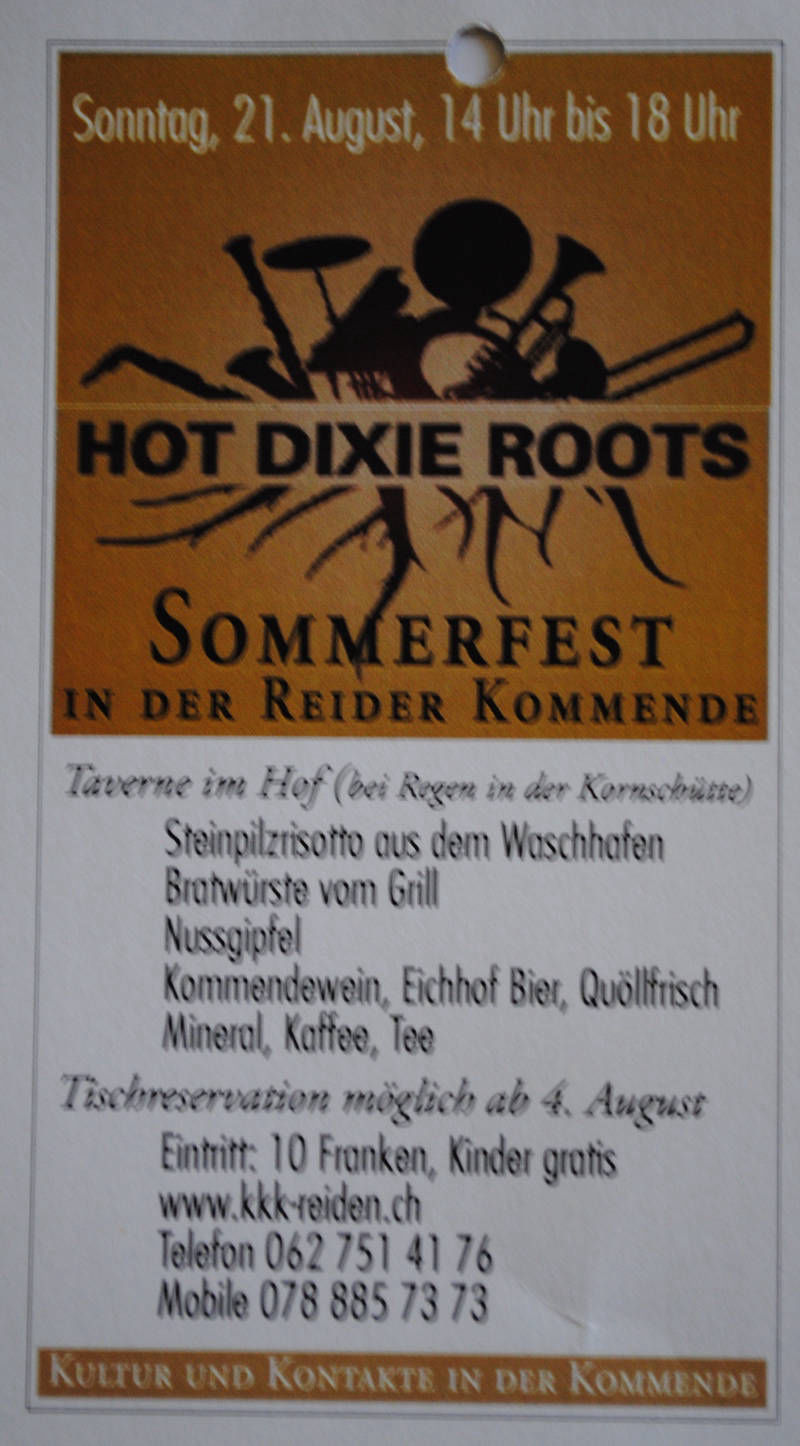 Sonntag, 21. August, 14 Uhr bis 18 Uhr
HOT DIXIE ROOTS
SOMMERFEST
IN DER REIDER KOMMENDE
Taverne im Hof (bei Regen in der Kornschütte)
Steinpilzrisotto aus dem Waschhafen
Bratwürste vom Grill
Nussgipfel
Kommendewein, Eichhof Bier, Quöllfrisch
Mineral, Kaffee, Tee
Tischreservation möglich ab 4. August
Eintritt: 10 Franken, Kinder gratis
www.kkk-reiden.ch
Telefon 062 751 41 76
Mobile 078 885 73 73
KULTUR UND KONTAKTE IN DER KOMMENDE